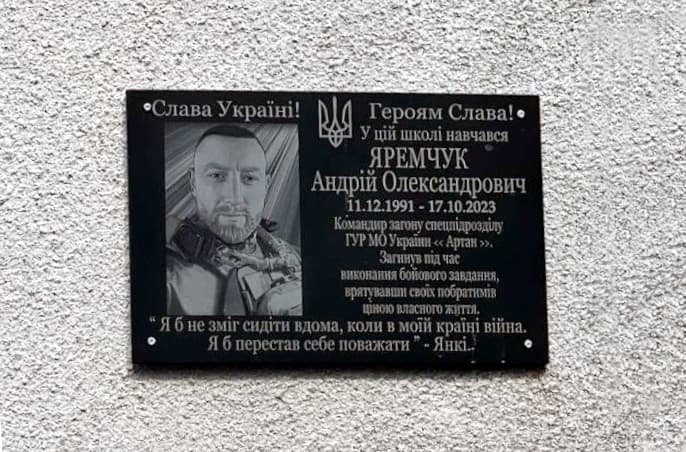 Слава Україні! Героям Слава!
У цій школі навчався
ЯРЕМЧУК
Андрій Олександрович
11.12.1991 - 17.10.2023
Командир загону спецпідрозділу
ГУР МО України « Артан ».
Загинув під час
виконання бойового завдання,
врятувавши своїх побратимів
ціною власного життя.
“ Я б не зміг сидіти вдома, коли в моїй країні війна.
Я б перестав себе поважати ” - Янкі..